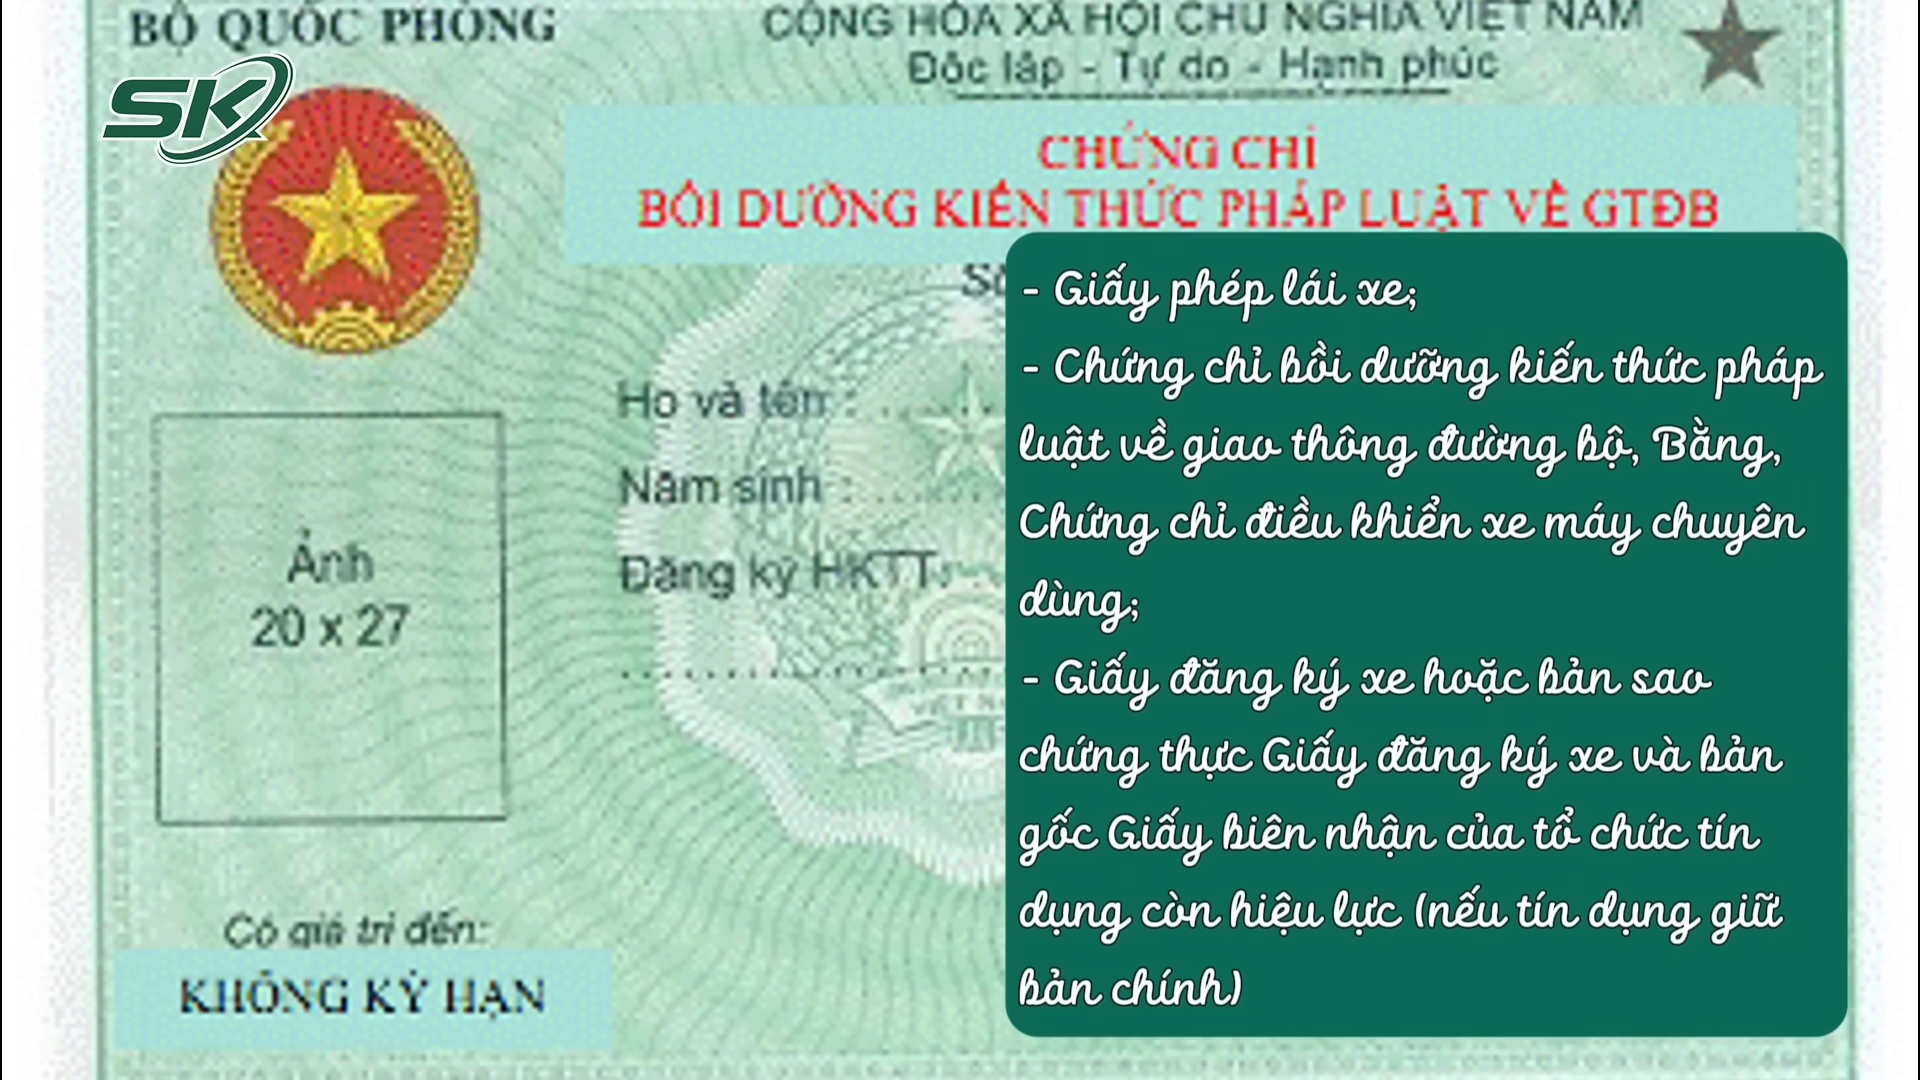 BỘ QUỐC PHÒNG
CỘNG HÒA XÃ HỘI CHỦ NGHĨA VIỆT NAM
Độc lập - Tự do - Hạnh phúc
SK
CHỨNG CHỈ
BỒI DƯỠNG KIẾN THỨC PHÁP LUẬT VỀ GTĐB
Họ và tên :
Năm sinh :
Đăng ký HKTT
Ảnh
20 x 27
Có giá trị đến:
KHÔNG KỲ HẠN
- Giấy phép lái xe;
- Chứng chỉ bồi dưỡng kiến thức pháp
luật về giao thông đường bộ, Bằng,
Chứng chỉ điều khiển xe máy chuyên
dùng;
- Giấy đăng ký xe hoặc bản sao
chứng thực Giấy đăng ký xe và bản
gốc Giấy biên nhận của tổ chức tín
dụng còn hiệu lực (nếu tín dụng giữ
bản chính)